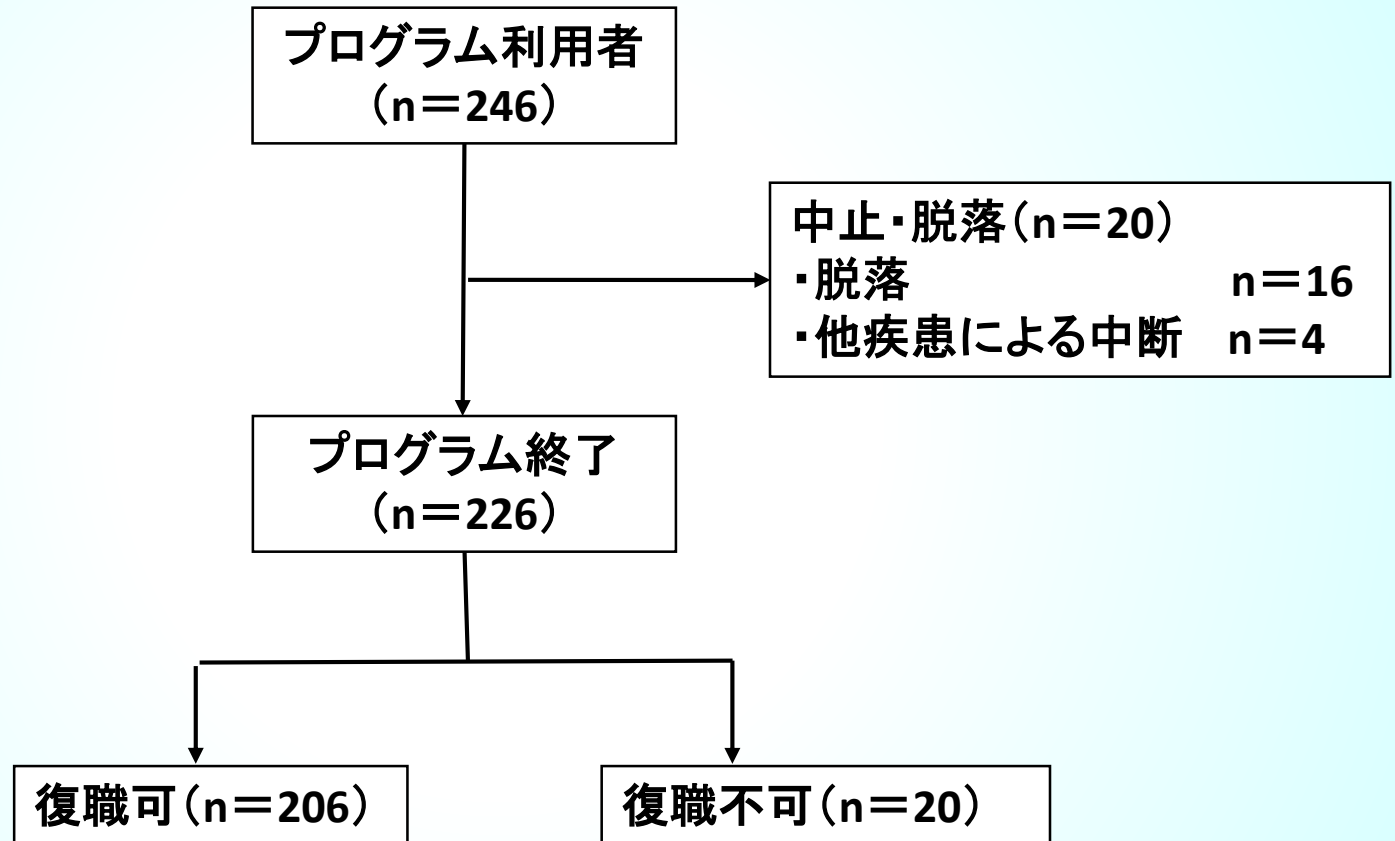 プログラム利用者
（n＝246）
中止・脱落（n＝20）
・脱落 n＝16
・他疾患による中断 n＝4
プログラム終了
（n＝226）
復職可（n＝206）
復職不可（n＝20）